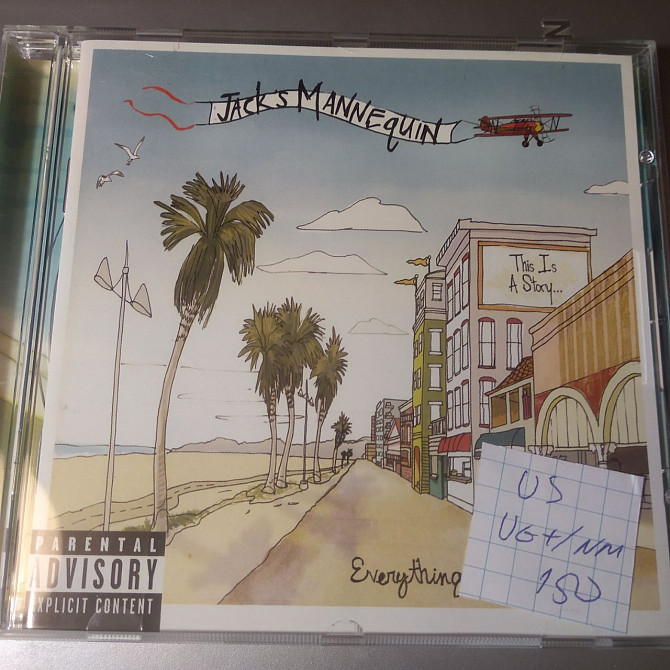 JACK'S MANNEQUIN
This Is
A Story...
Everything
PARENTAL
ADVISORY
EXPLICIT CONTENT
US
VG+/NM
150